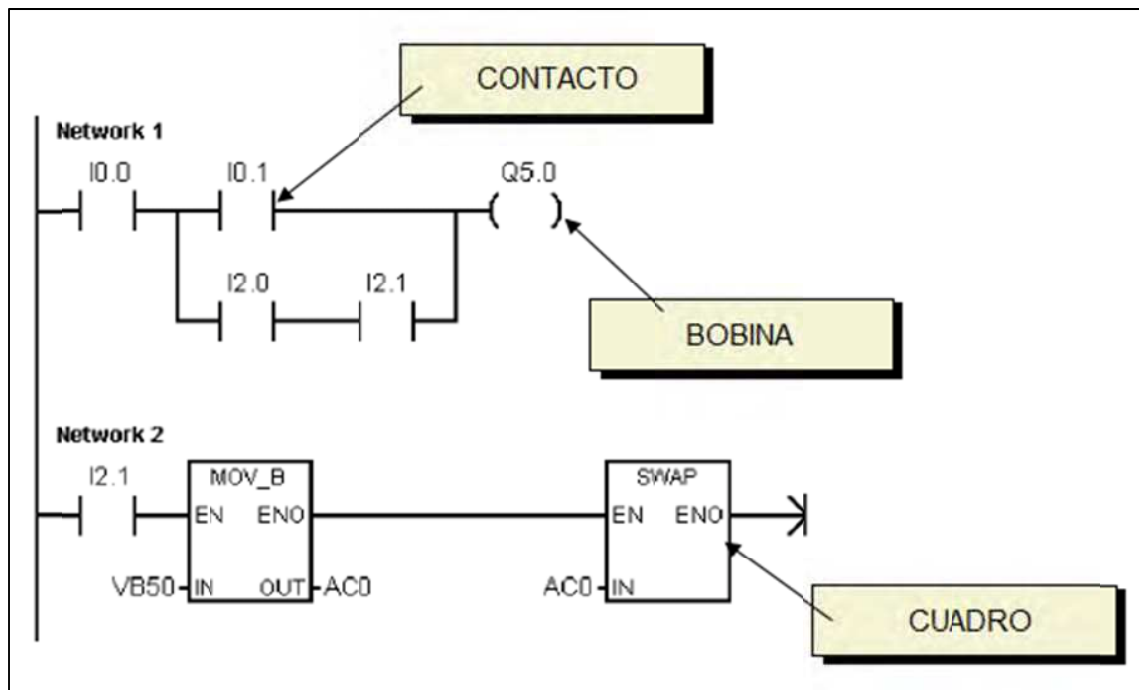 CONTACTO
Network 1
I0.0 I0.1 Q5.0
I2.0 I2.1
BOBINA
Network 2
I2.1 MOV_B SWAP
EN ENO EN ENO
VB50 IN OUT AC0 AC0 IN
CUADRO